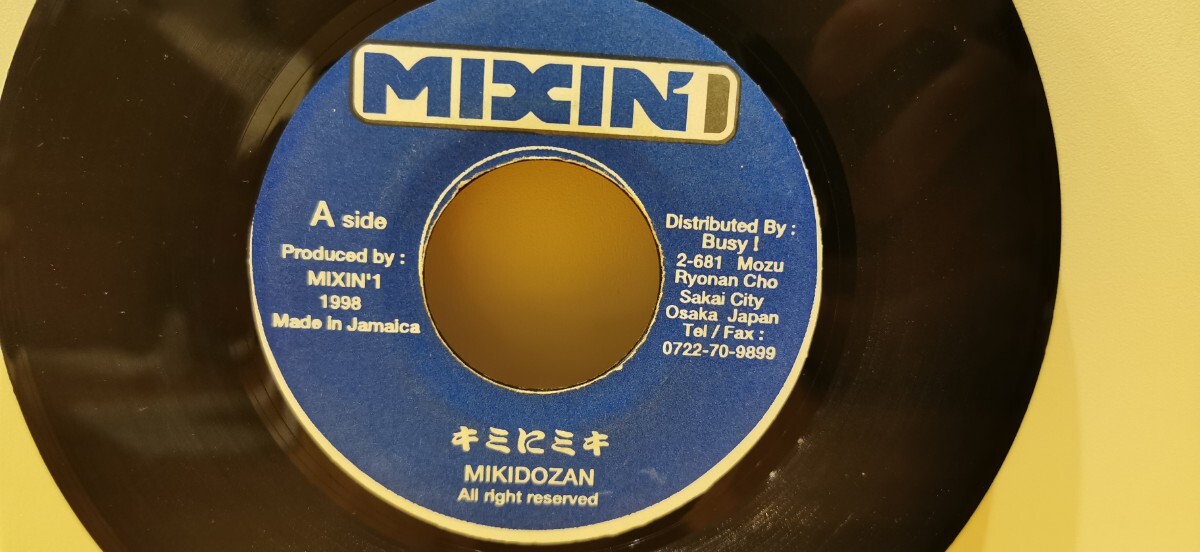 MIXIN'1
A side
Produced by :
MIXIN'1
1998
Made in Jamaica
Distributed By :
Busy !
2-681 Mozu
Ryonan Cho
Sakai City
Osaka Japan
Tel / Fax :
0722-70-9899
キミにミキ
MIKIDOZAN
All right reserved